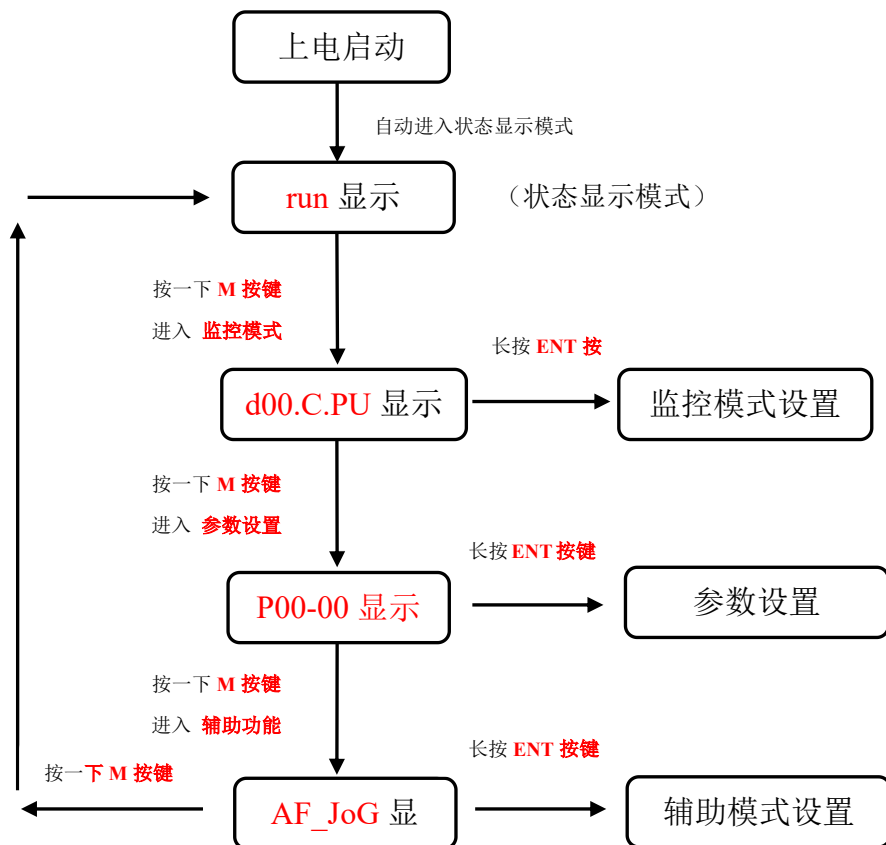 上电启动
自动进入状态显示模式
run 显示
（状态显示模式）
按一下 M 按键
进入 监控模式
长按 ENT 按
d00.C.PU 显示
监控模式设置
按一下 M 按键
进入 参数设置
长按 ENT 按键
P00-00 显示
参数设置
按一下 M 按键
进入 辅助功能
按一下 M 按键
长按 ENT 按键
AF_JoG 显
辅助模式设置